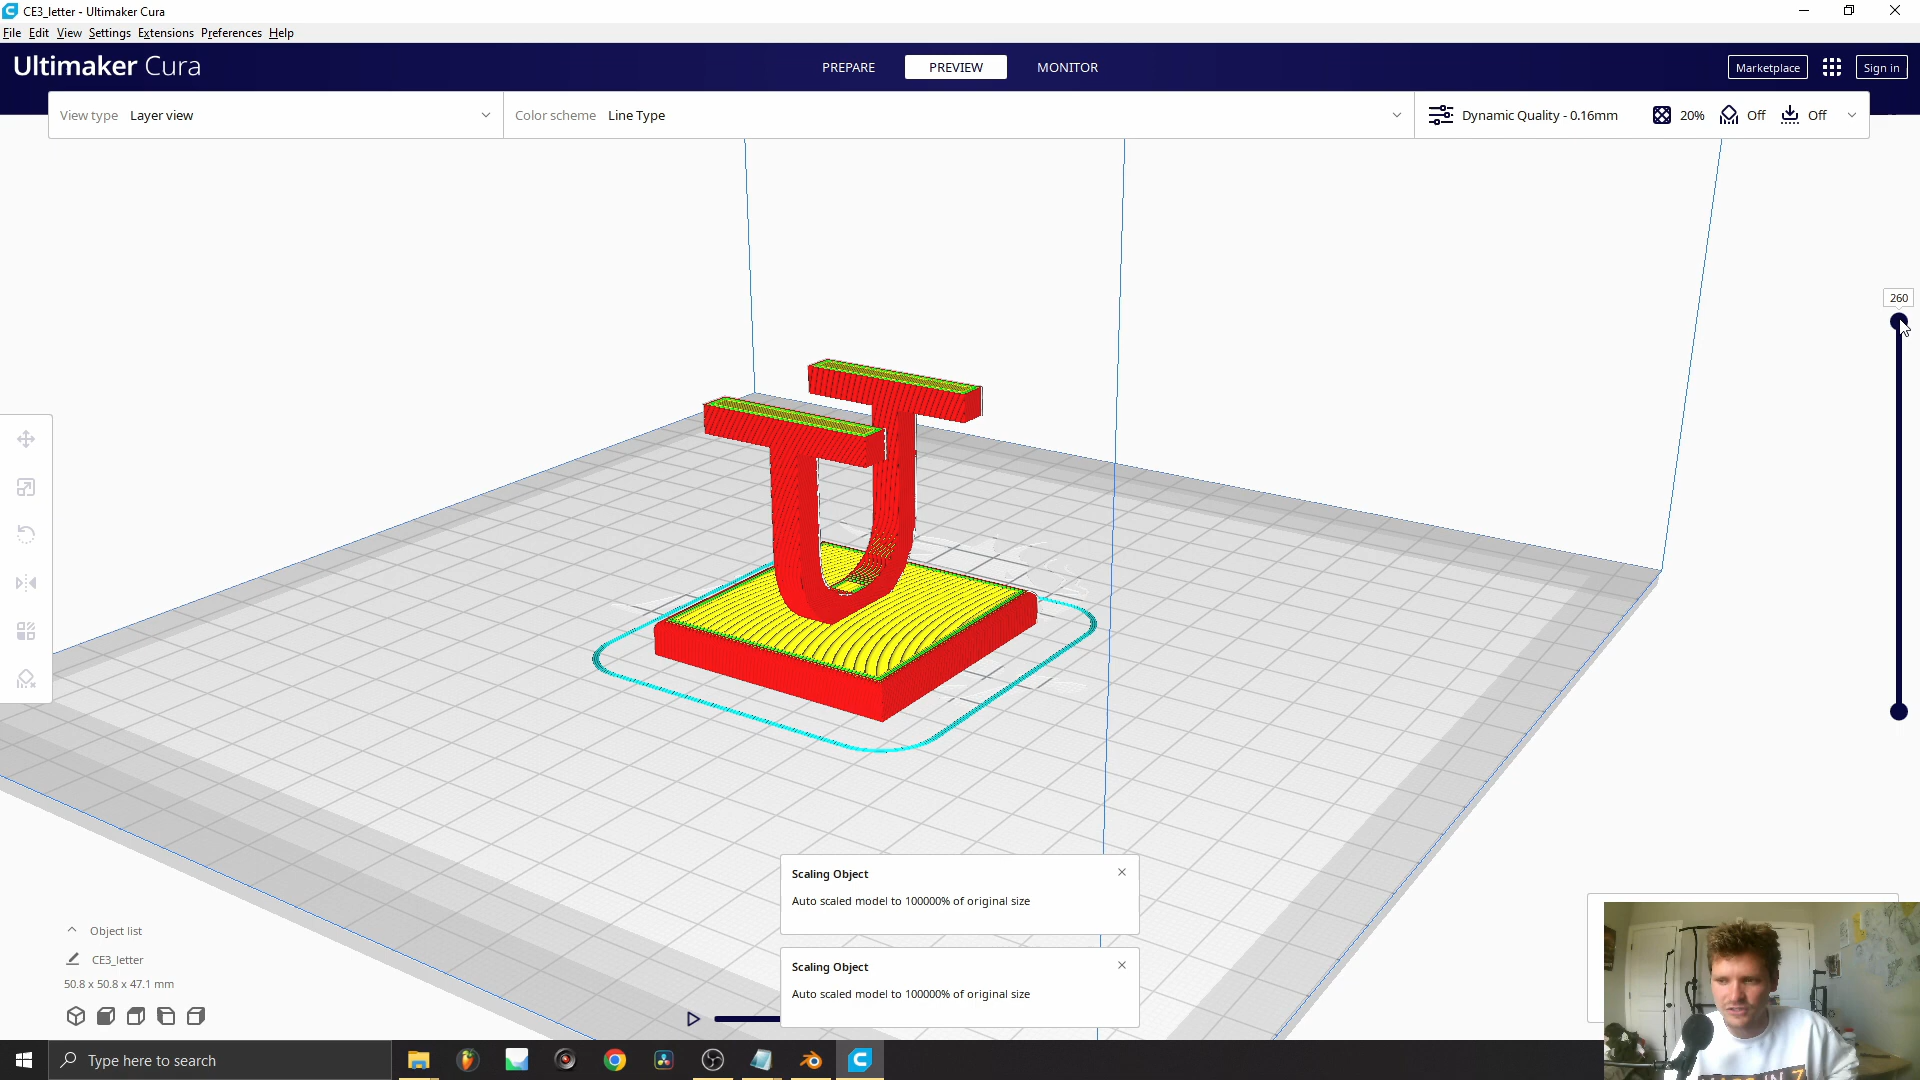 CE3_letter - Ultimaker Cura
File Edit View Settings Extensions Preferences Help
Ultimaker Cura
PREPARE PREVIEW MONITOR
Marketplace Sign in
View type Layer view
Color scheme Line Type
Dynamic Quality - 0.16mm 20% Off Off
260
Scaling Object
Auto scaled model to 100000% of original size
Scaling Object
Auto scaled model to 100000% of original size
Object list
CE3_letter
50.8 x 50.8 x 47.1 mm
Type here to search